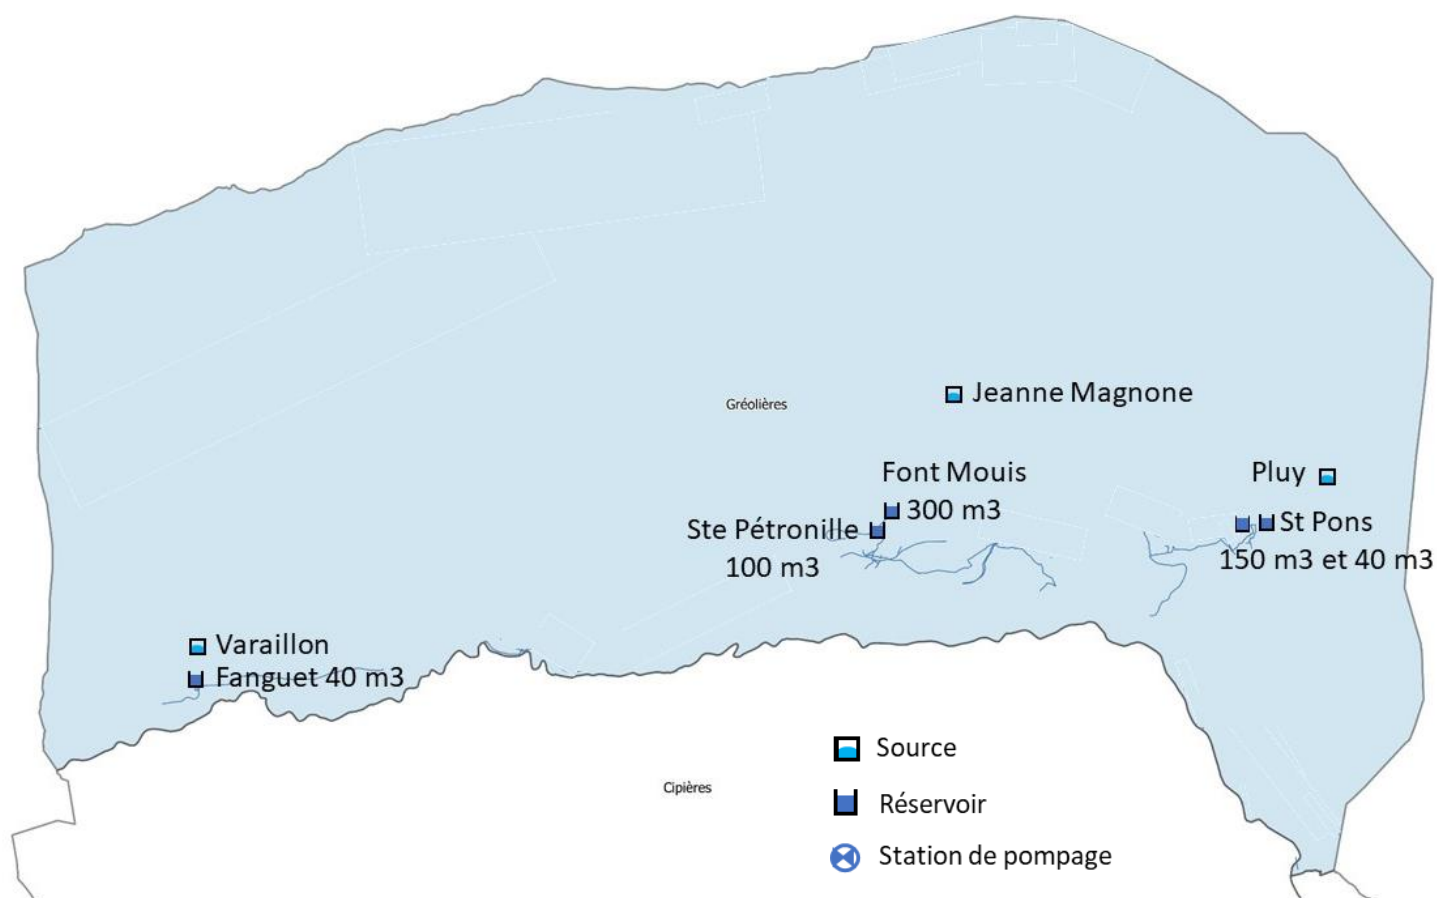 Jeanne Magnone
Gréolières
Font Mouis
300 m3
Pluy
Ste Pétronille
100 m3
St Pons
150 m3 et 40 m3
Varaillon
Fanguet 40 m3
Source
Cipières
Réservoir
Station de pompage